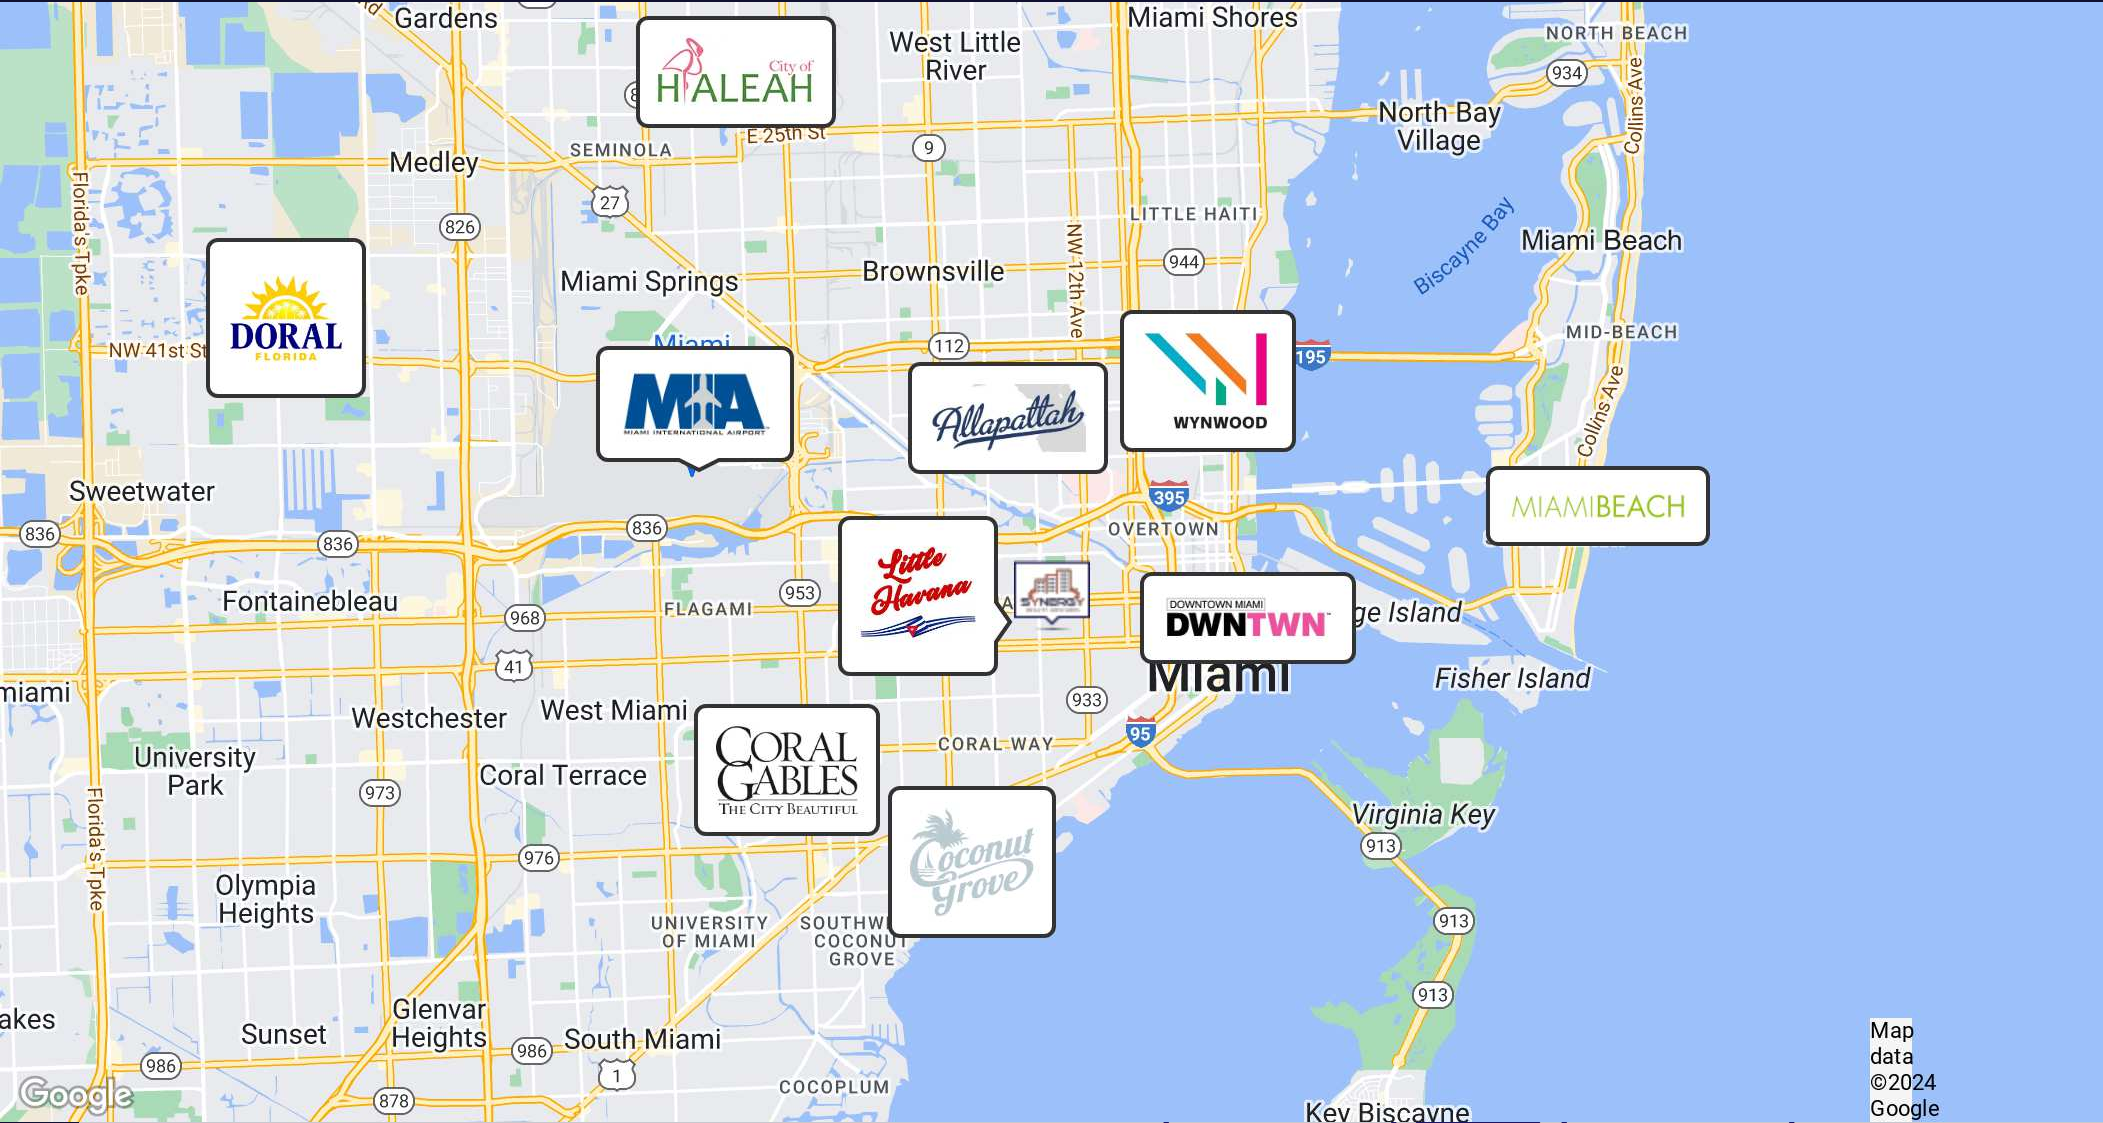 Gardens
Miami Shores
NORTH BEACH
West Little
River
City of
HIALEAH
934
Collins Ave
North Bay
Village
E 25th St
SEMINOLA
9
Medley
Florida's Tpke
27
826
LITTLE HAITI
NW 12th Ave
Biscayne Bay
Miami Beach
944
Brownsville
Miami Springs
DORAL
FLORIDA
NW 41st St
Miami
MIA
MIAMI INTERNATIONAL AIRPORT
112
195
MID-BEACH
WYNWOOD
Allapattah
Collins Ave
Sweetwater
395
MIAMIBEACH
836
836
836
OVERTOWN
Little
Havana
SYNERGY
953
Fontainebleau
968
FLAGAMI
DOWNTOWN MIAMI
DWNTWN
ge Island
41
Miami
Fisher Island
miami
West Miami
933
Westchester
95
CORAL WAY
CORAL
GABLES
THE CITY BEAUTIFUL
University
Park
Coral Terrace
973
Virginia Key
913
Florida's Tpke
976
Coconut
Grove
Olympia
Heights
UNIVERSITY
OF MIAMI
SOUTHW
COCONUT
GROVE
913
913
Glenvar
Heights
akes
Sunset
South Miami
986
986
1
878
COCOPLUM
Key Biscayne
Google
Map
data
©2024
Google